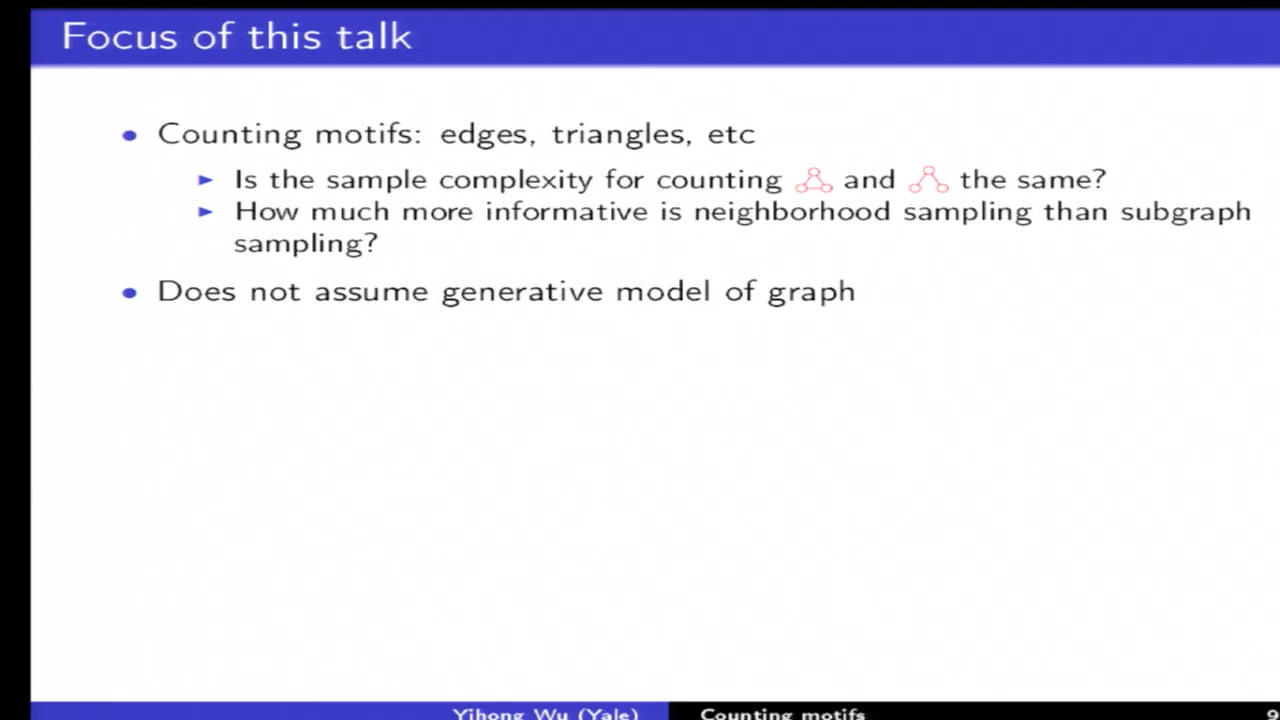 Focus of this talk
Counting motifs: edges, triangles, etc
Is the sample complexity for counting and the same?
How much more informative is neighborhood sampling than subgraph
sampling?
Does not assume generative model of graph
Yihong Wu (Yale) Counting motifs 9